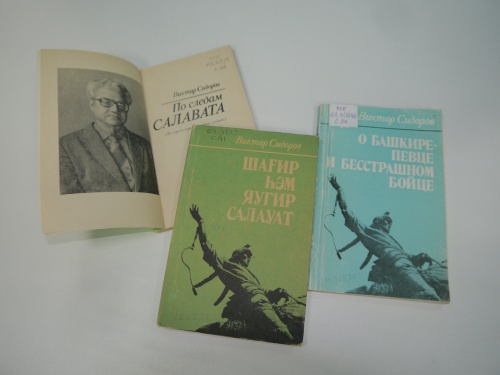 Виктор Сидоров
По следам
САЛАВАТА
Виктор Сидоров
ШАҒИР
ҺӘМ
ЯУГИР
САЛАУАТ
Виктор Сидоров
О БАШКИРЕ-
ПЕВЦЕ
И БЕССТРАШНОМ
БОЙЦЕ